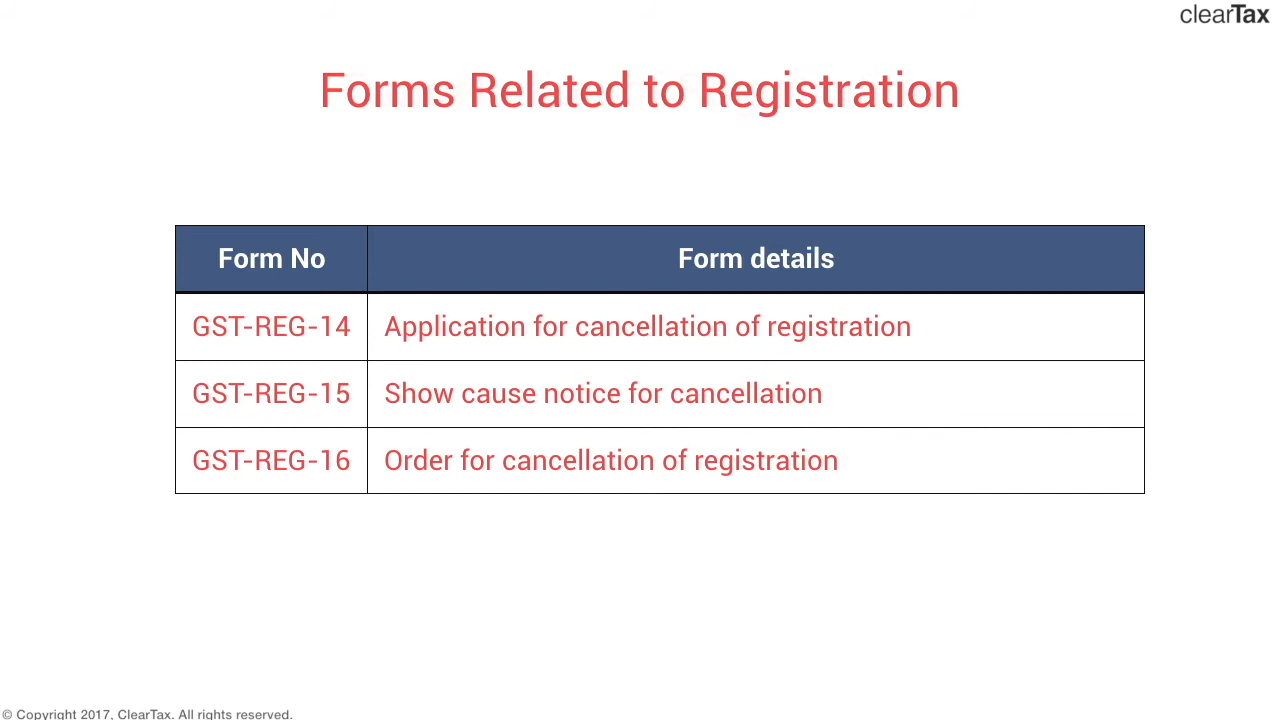 clearTax
Forms Related to Registration
Form No Form details
GST-REG-14 Application for cancellation of registration
GST-REG-15 Show cause notice for cancellation
GST-REG-16 Order for cancellation of registration
© Copyright 2017, ClearTax. All rights reserved.